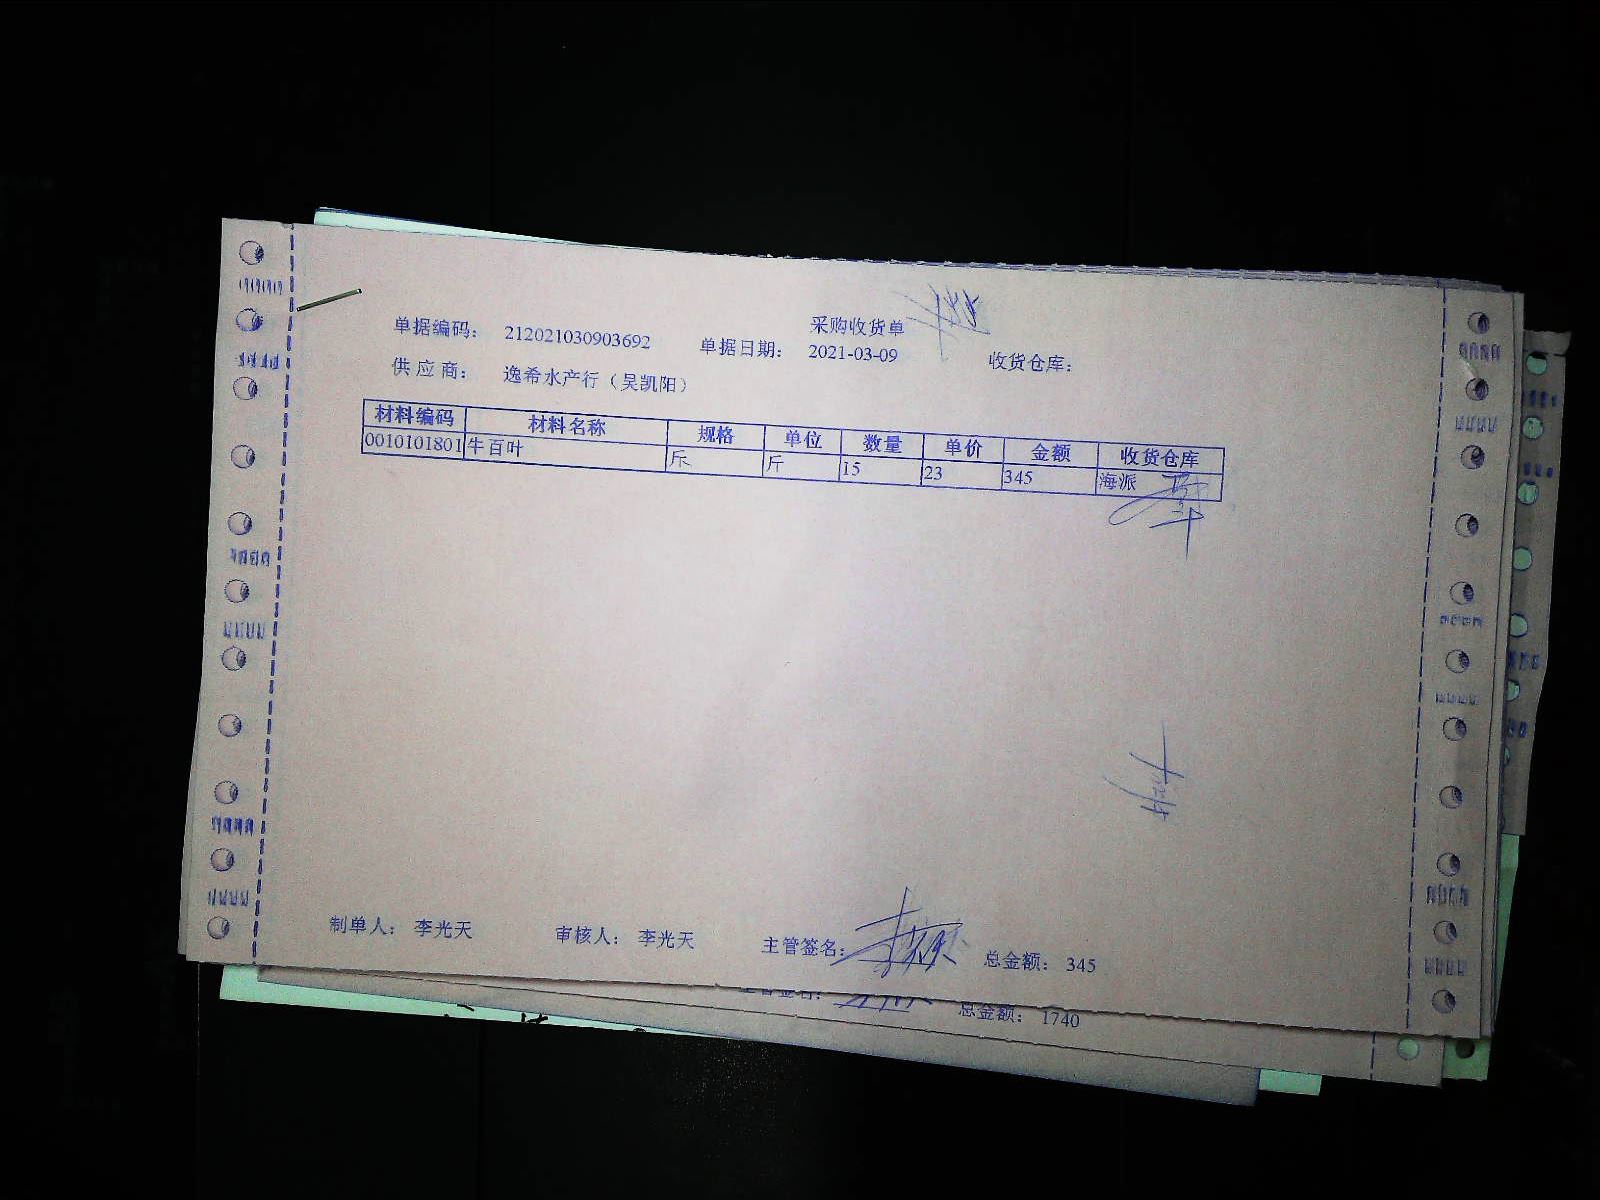 采购收货单
单据编码： 212021030903692 单据日期： 2021-03-09 收货仓库：
供 应 商： 逸希水产行（吴凯阳）
材料编码 材料名称 规格 单位 数量 单价 金额 收货仓库
0010101801 牛百叶 斤 斤 15 23 345 海派
制单人： 李光天 审核人： 李光天 主管签名： 总金额： 345
主管签名： 总金额： 1740